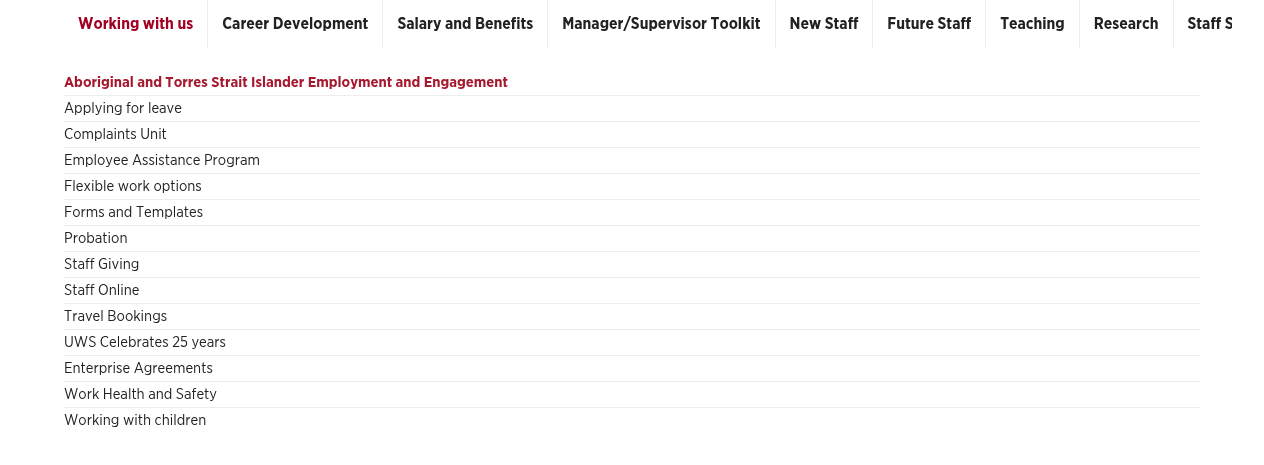 Working with us Career Development Salary and Benefits Manager/Supervisor Toolkit New Staff Future Staff Teaching Research Staff
Aboriginal and Torres Strait Islander Employment and Engagement
Applying for leave
Complaints Unit
Employee Assistance Program
Flexible work options
Forms and Templates
Probation
Staff Giving
Staff Online
Travel Bookings
UWS Celebrates 25 years
Enterprise Agreements
Work Health and Safety
Working with children